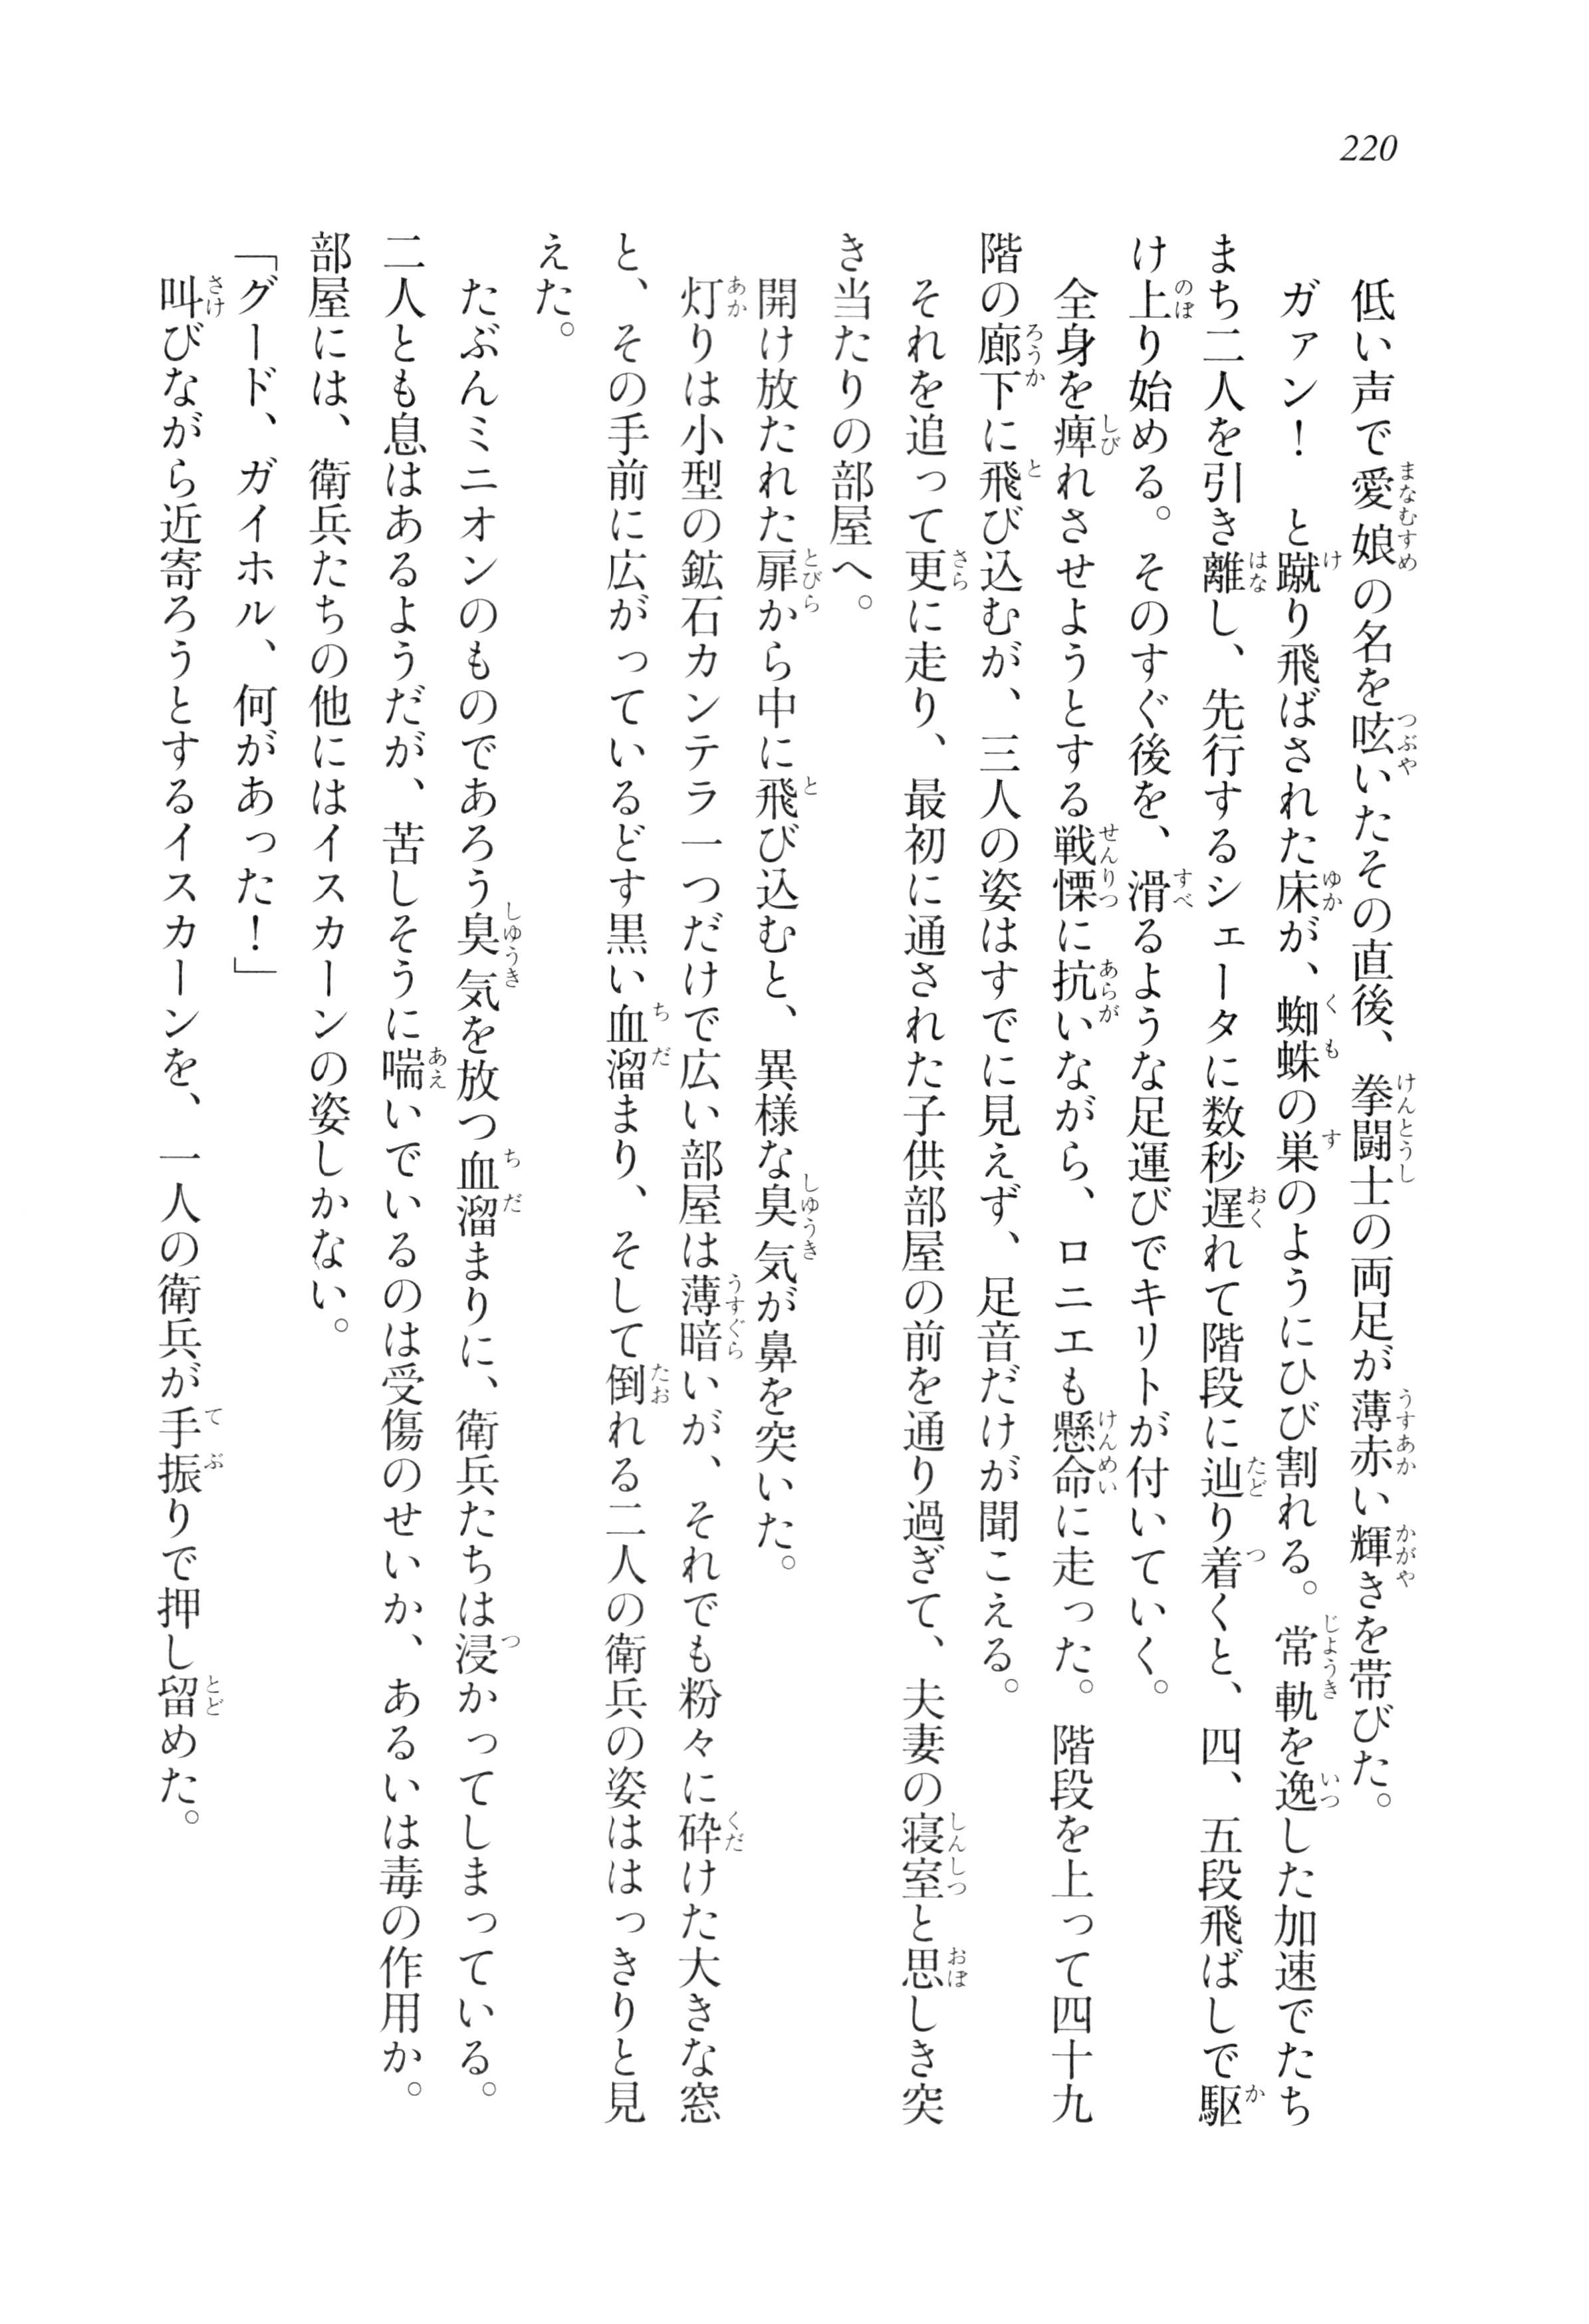 220
低い声で愛娘の名を呟いたその直後、拳闘士の両足が薄赤い輝きを帯びた。
ガァン！　と蹴り飛ばされた床が、蜘蛛の巣のようにひび割れる。常軌を逸した加速でたち
まち二人を引き離し、先行するシェータに数秒遅れて階段に辿り着くと、四、五段飛ばしで駆
け上り始める。そのすぐ後を、滑るような足運びでキリトが付いていく。
全身を痺れさせようとする戦慄に抗いながら、ロニエも懸命に走った。階段を上って四十九
階の廊下に飛び込むが、三人の姿はすでに見えず、足音だけが聞こえる。
それを追って更に走り、最初に通された子供部屋の前を通り過ぎて、夫妻の寝室と思しき突
き当たりの部屋へ。
開け放たれた扉から中に飛び込むと、異様な臭気が鼻を突いた。
灯りは小型の鉱石カンテラ一つだけで広い部屋は薄暗いが、それでも粉々に砕けた大きな窓
と、その手前に広がっているどす黒い血溜まり、そして倒れる二人の衛兵の姿ははっきりと見
えた。
たぶんミニオンのものであろう臭気を放つ血溜まりに、衛兵たちは浸かってしまっている。
二人とも息はあるようだが、苦しそうに喘いでいるのは受傷のせいか、あるいは毒の作用か。
部屋には、衛兵たちの他にはイスカーンの姿しかない。
「グード、ガイホル、何があった！」
叫びながら近寄ろうとするイスカーンを、一人の衛兵が手振りで押し留めた。